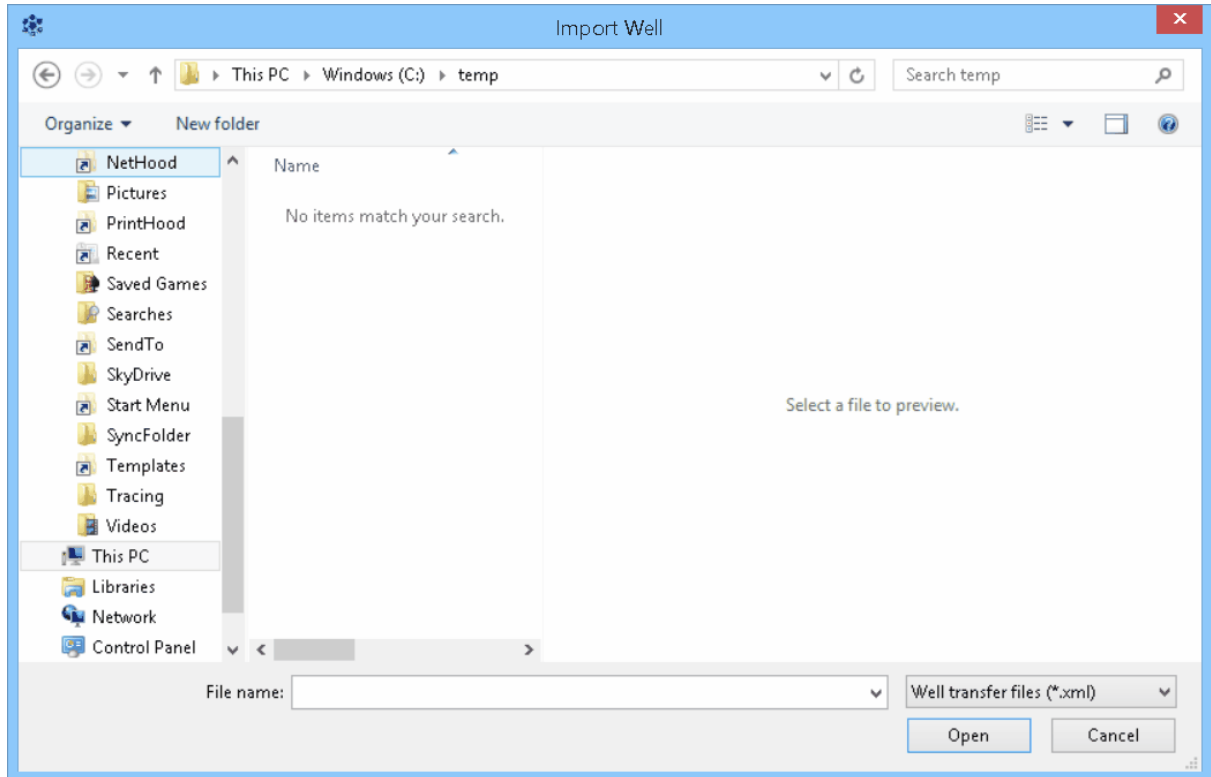 Import Well
This PC Windows (C:) temp
Search temp
Organize New folder
NetHood
Pictures
PrintHood
Recent
Saved Games
Searches
SendTo
SkyDrive
Start Menu
SyncFolder
Templates
Tracing
Videos
This PC
Libraries
Network
Control Panel
Name
No items match your search.
Select a file to preview.
File name:
Well transfer files (*.xml)
Open Cancel